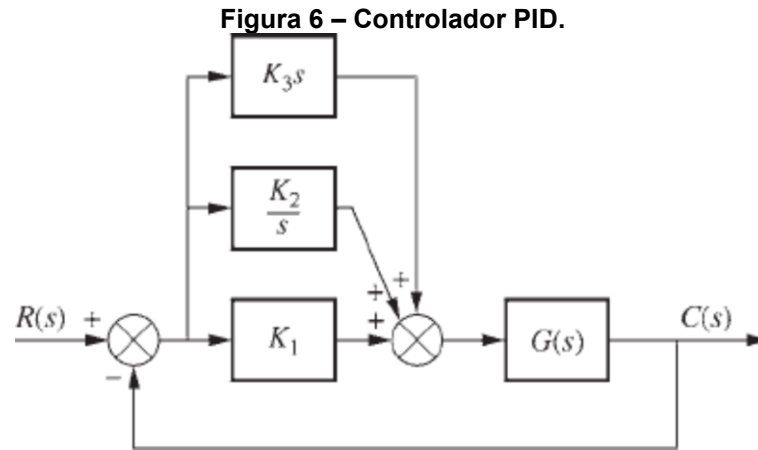 Figura 6 – Controlador PID.
K₃s
K₂
s
R(s) +
−
K₁
+
+
+
G(s)
C(s)